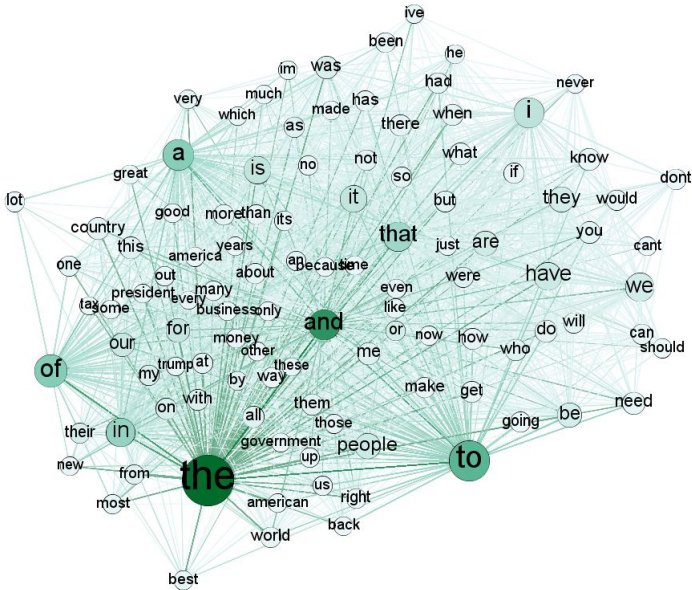 ive
been
he
im
was
had
never
very
much
made
has
which
there
when
i
as
a
no
not
what
know
great
is
so
if
dont
lot
it
but
they
would
good
more
than
its
country
that
you
this
years
just
are
cant
america
one
out
about
an
because
time
were
have
we
president
many
even
tax
some
every
business
only
like
and
our
for
or
now
how
do
will
can
should
money
other
me
who
of
my
trump
at
by
way
these
make
get
on
with
them
need
all
those
going
be
their
in
government
people
new
from
the
up
to
us
most
american
right
world
back
best